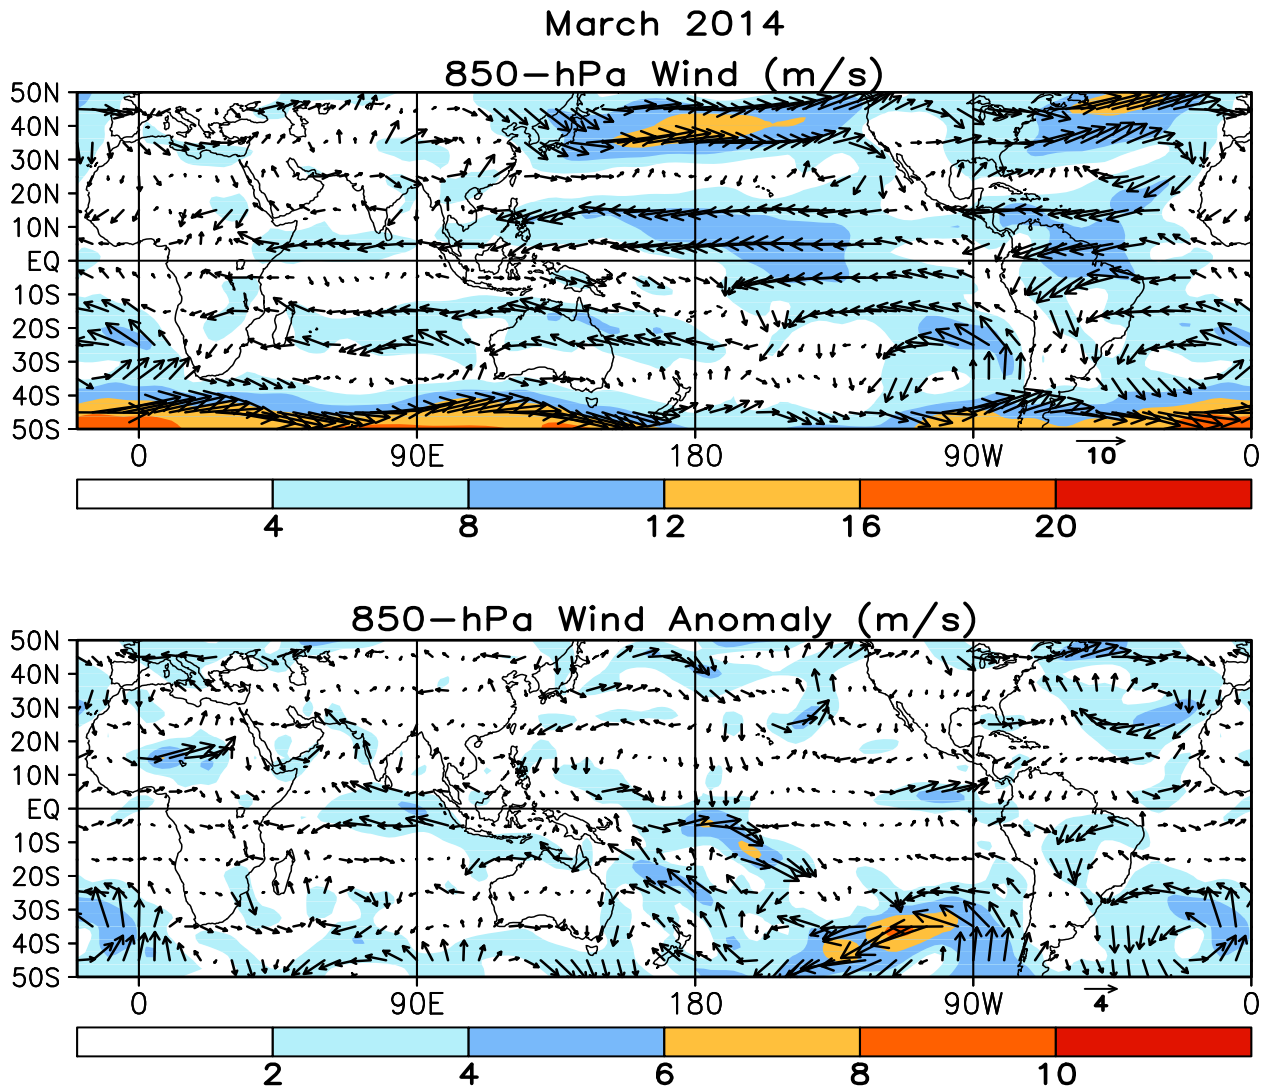 March 2014
850-hPa Wind (m/s)
50N
40N
30N
20N
10N
EQ
10S
20S
30S
40S
50S
0 90E 180 90W 0
10
4 8 12 16 20
850-hPa Wind Anomaly (m/s)
50N
40N
30N
20N
10N
EQ
10S
20S
30S
40S
50S
0 90E 180 90W 0
4
2 4 6 8 10